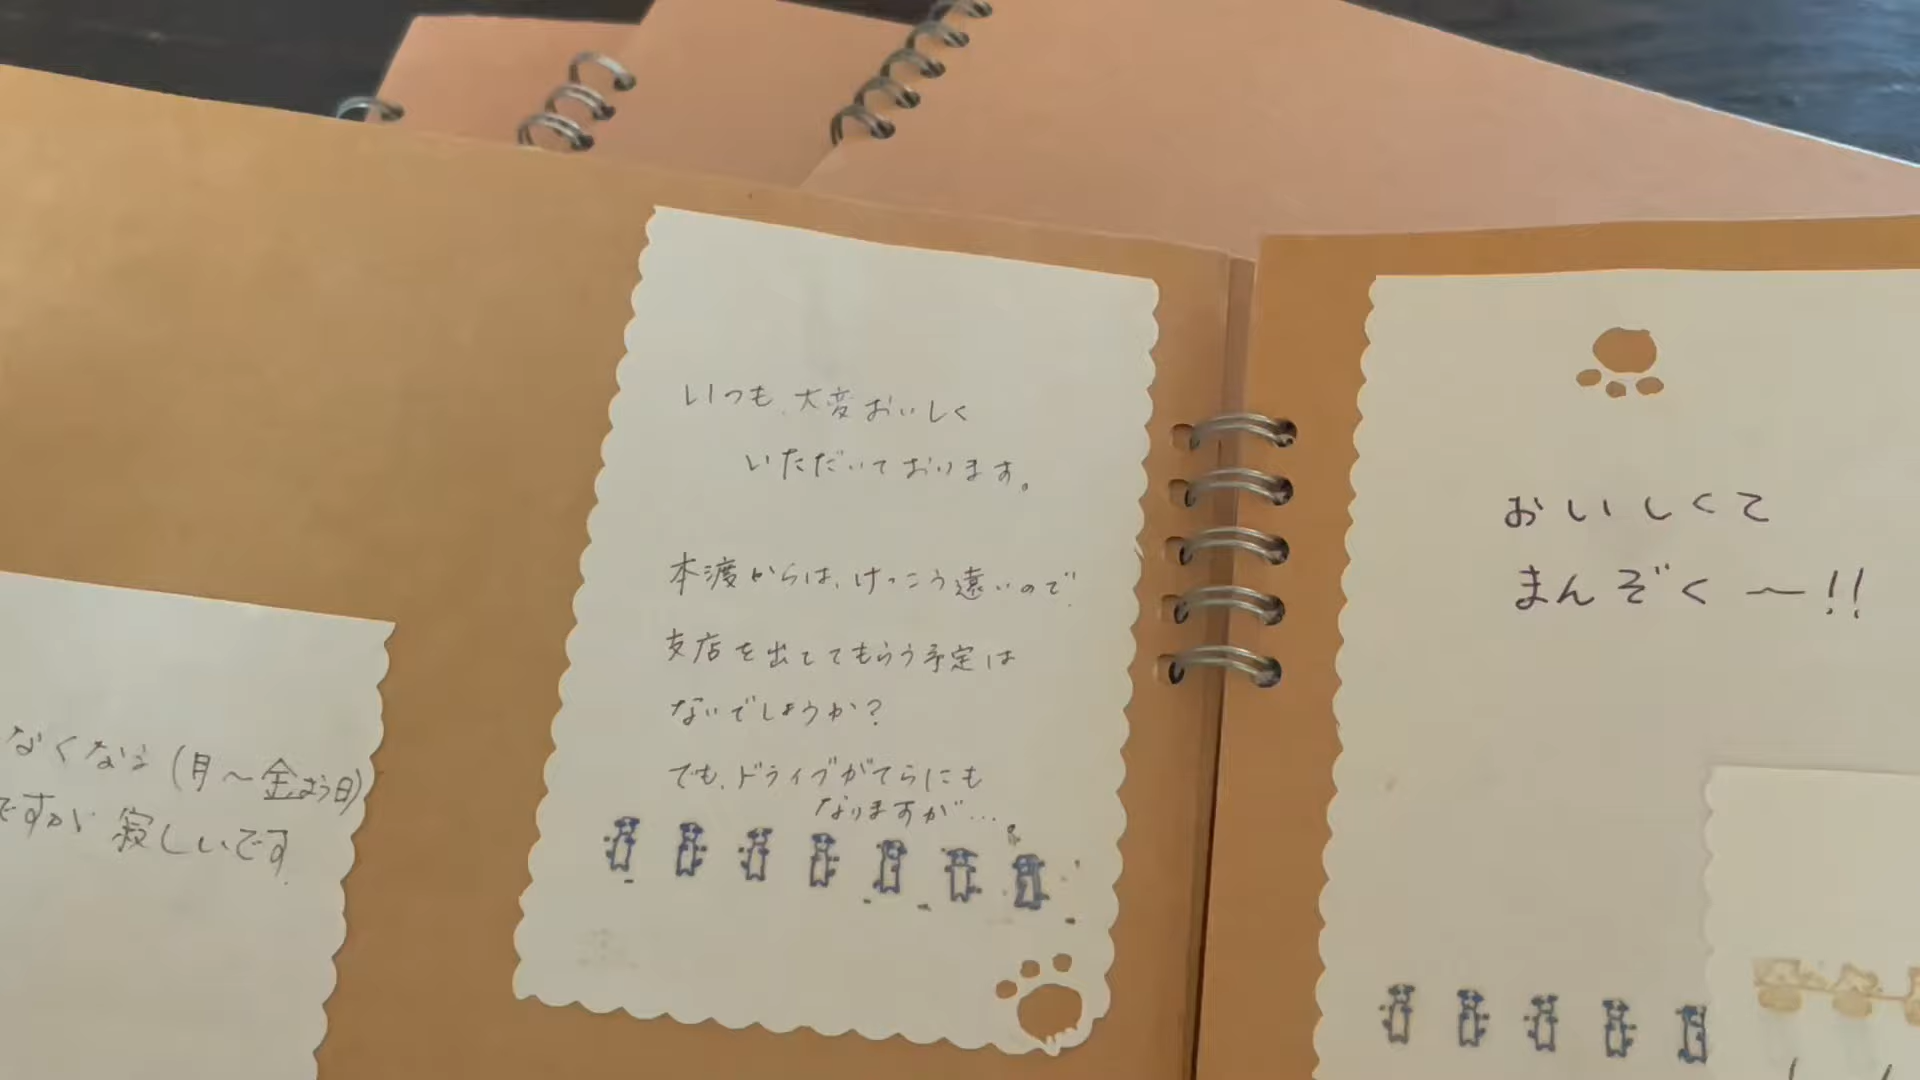 いつも、大変おいしく
いただいております。
本渡からは、けっこう遠いので、
支店を出してもらう予定は
ないでしょうか?
でも、ドライブがてらにも
なりますが…
なくなる(月〜金よう日)
ですが 寂しいです
おいしくて
まんぞく〜!!